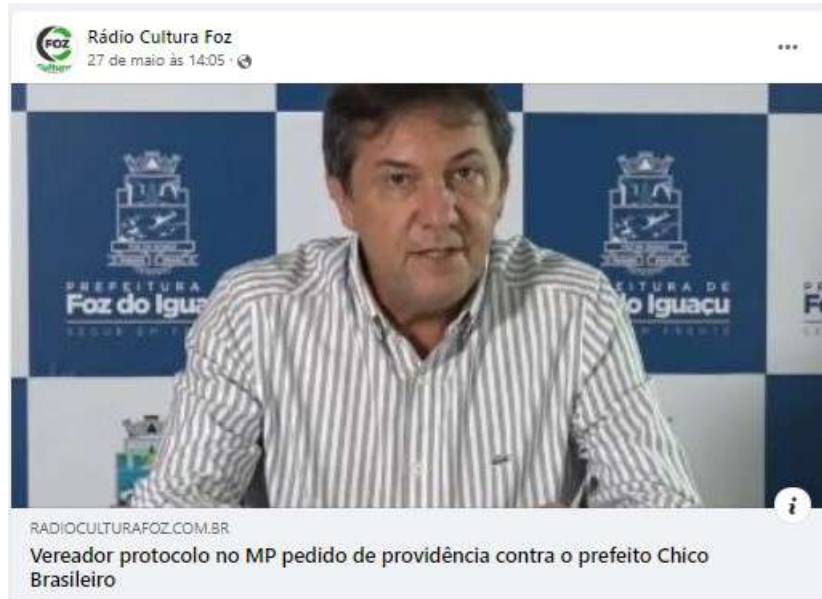 Rádio Cultura Foz
27 de maio às 14:05 ·
FOZ
PREFEITURA
Foz do Igua
EITURA DE
do Iguaçu
RADIOCULTURAFOZ.COM.BR
Vereador protocolo no MP pedido de providência contra o prefeito Chico
Brasileiro